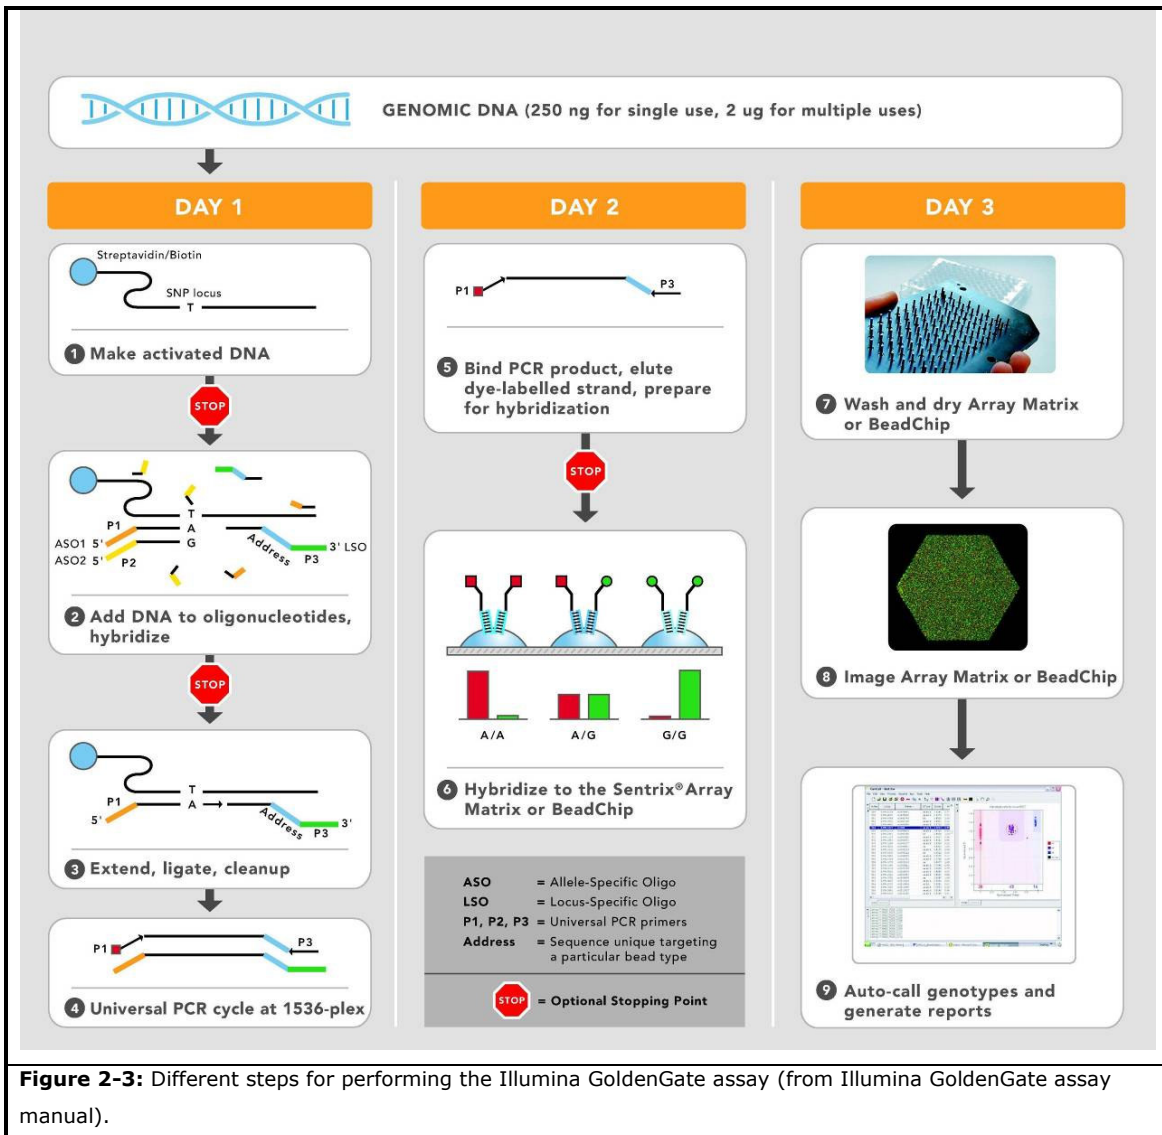 GENOMIC DNA (250 ng for single use, 2 ug for multiple uses)
DAY 1
Streptavidin/Biotin
SNP locus
T
1 Make activated DNA
STOP
T
P1
A
ASO1 5'
G
ASO2 5'
P2
Address
P3
3' LSO
2 Add DNA to oligonucleotides,
hybridize
STOP
T
P1
A
5'
Address
P3
3'
3 Extend, ligate, cleanup
P1
P3
4 Universal PCR cycle at 1536-plex
DAY 2
P1
P3
5 Bind PCR product, elute
dye-labelled strand, prepare
for hybridization
STOP
A/A
A/G
G/G
6 Hybridize to the Sentrix® Array
Matrix or BeadChip
ASO = Allele-Specific Oligo
LSO = Locus-Specific Oligo
P1, P2, P3 = Universal PCR primers
Address = Sequence unique targeting
a particular bead type
STOP = Optional Stopping Point
DAY 3
7 Wash and dry Array Matrix
or BeadChip
8 Image Array Matrix or BeadChip
9 Auto-call genotypes and
generate reports
Figure 2-3: Different steps for performing the Illumina GoldenGate assay (from Illumina GoldenGate assay
manual).